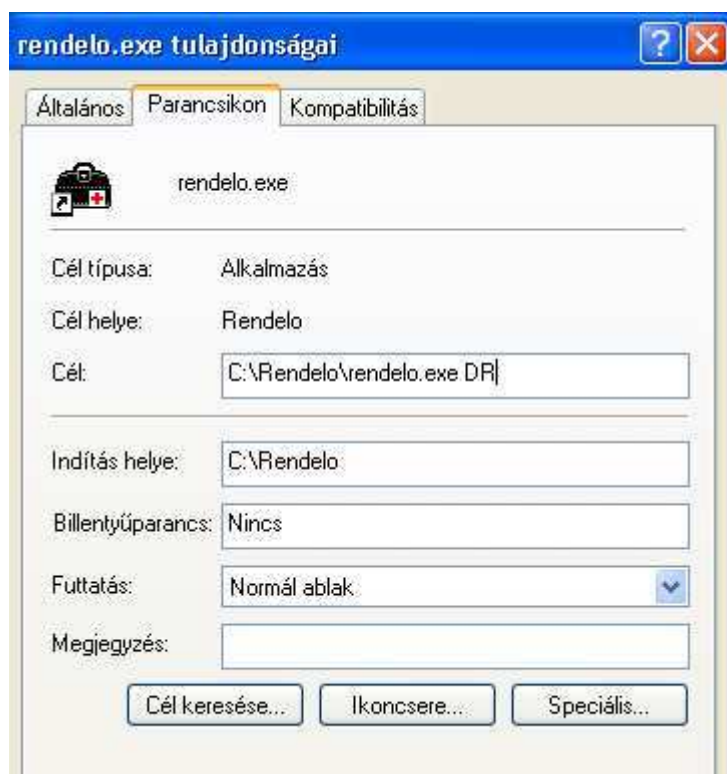 rendelo.exe tulajdonságai
Általános Parancsikon Kompatibilitás
rendelo.exe
Cél típusa: Alkalmazás
Cél helye: Rendelo
Cél: C:\Rendelo\rendelo.exe DR
Indítás helye: C:\Rendelo
Billentyűparancs: Nincs
Futtatás: Normál ablak
Megjegyzés:
Cél keresése... Ikoncsere... Speciális...